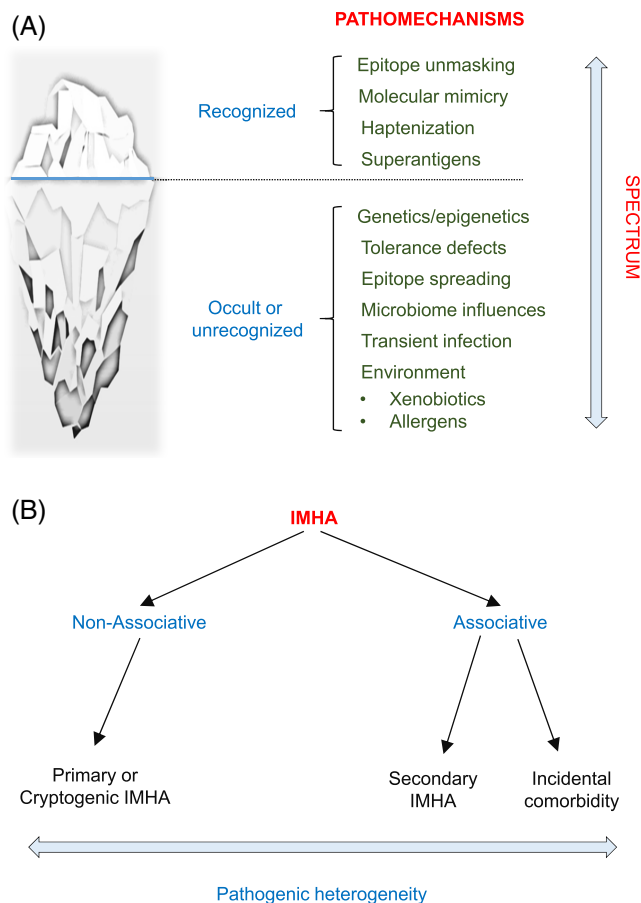 (A)
PATHOMECHANISMS
Recognized
Epitope unmasking
Molecular mimicry
Haptenization
Superantigens
Occult or
unrecognized
Genetics/epigenetics
Tolerance defects
Epitope spreading
Microbiome influences
Transient infection
Environment
• Xenobiotics
• Allergens
SPECTRUM
(B)
IMHA
Non-Associative
Associative
Primary or
Cryptogenic IMHA
Secondary
IMHA
Incidental
comorbidity
Pathogenic heterogeneity